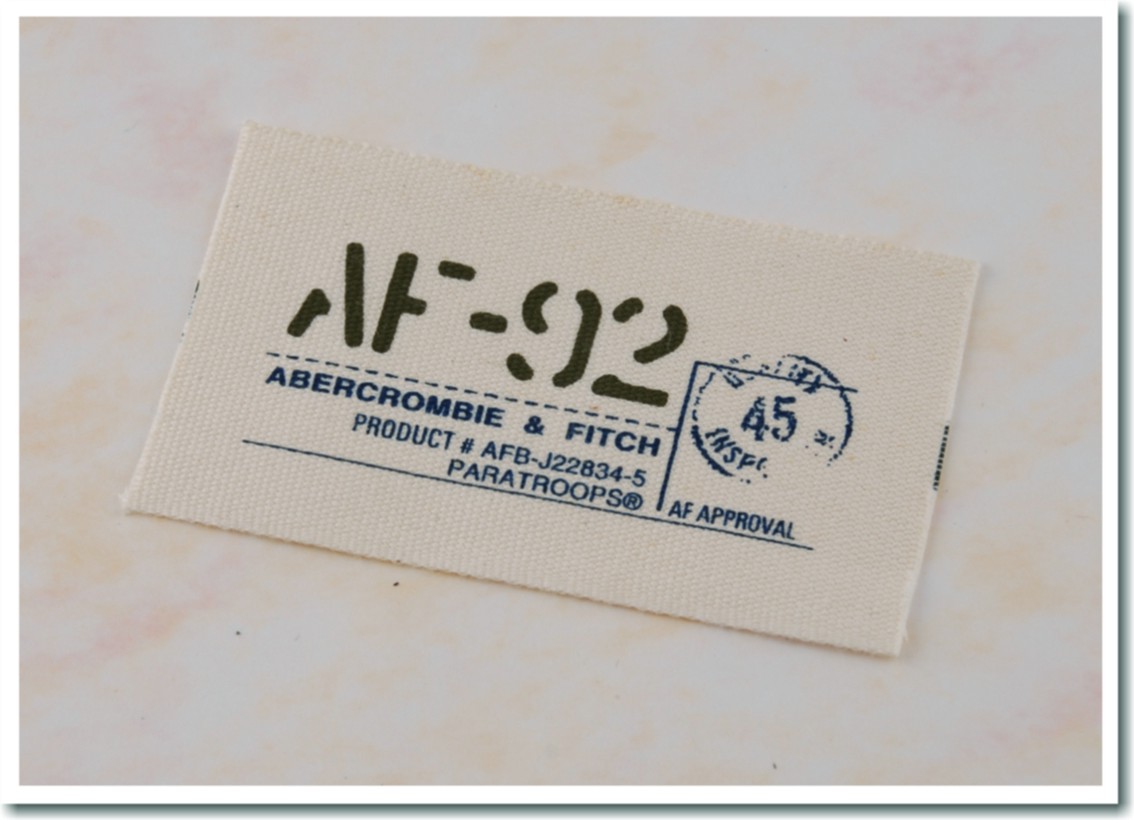 AF-92
ABERCROMBIE & FITCH
PRODUCT # AFB-J22834-5
PARATROOPS®
45
AF APPROVAL